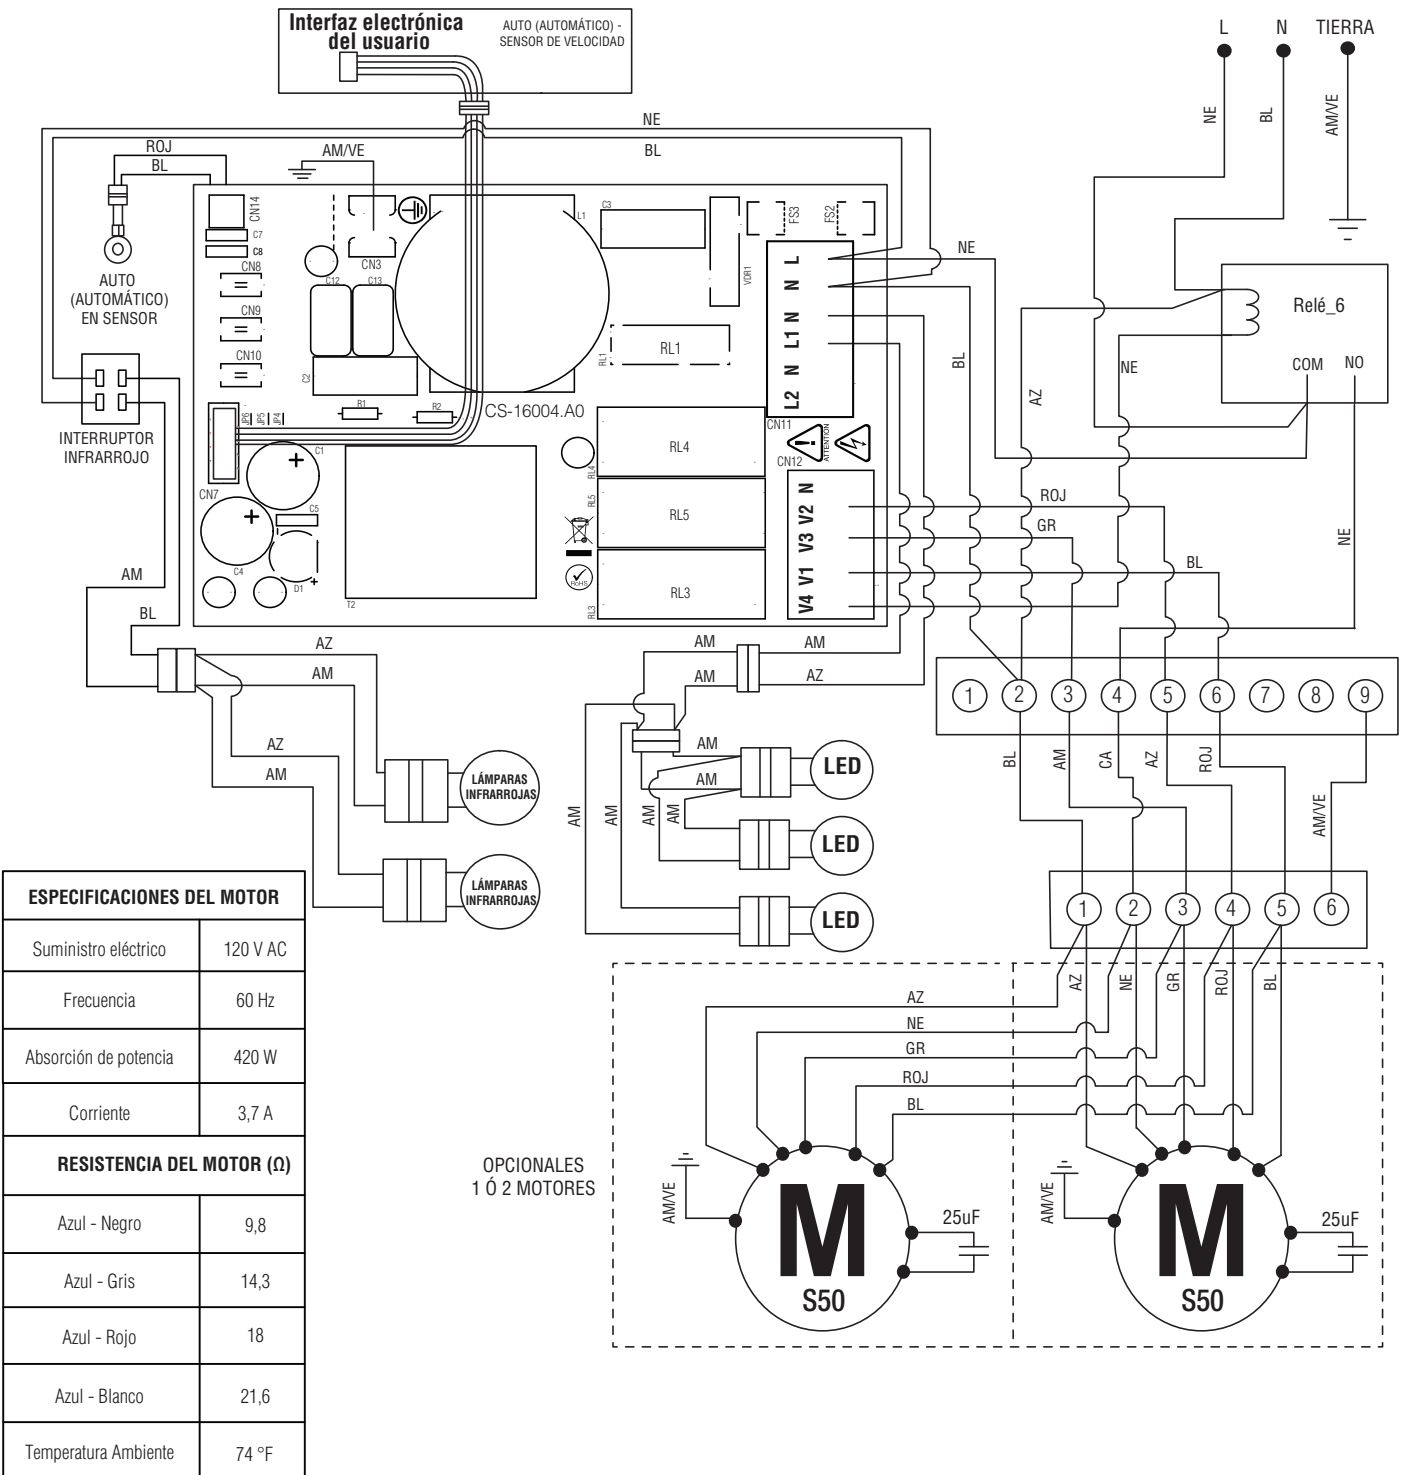 Interfaz electrónica
del usuario
AUTO (AUTOMÁTICO) -
SENSOR DE VELOCIDAD
L
N
TIERRA
NE
BL
AM/VE
NE
BL
ROJ
BL
AM/VE
CN14
C7
C8
CN8
CN9
CN10
AUTO
(AUTOMÁTICO)
EN SENSOR
CN3
C12
C13
L1
C3
VDR1
FS3
FS2
L
N
L1 N
L2 N
NE
BL
Relé_6
COM
NO
AZ
NE
NE
RL1
RL1
C2
R1
R2
CS-16004.A0
JP6
JP5
JP4
INTERRUPTOR
INFRARROJO
CN11
ATTENTION
CN12
RL4
RL4
RL5
RL5
RL3
RL3
RoHS
CN7
C1
C5
C4
D1
T2
V4 V1 V3 V2 N
ROJ
GR
BL
AM
BL
AZ
AM
AZ
AM
AM
AM
AM
AZ
1
2
3
4
5
6
7
8
9
BL
AM
CA
AZ
ROJ
AM/VE
LÁMPARAS
INFRARROJAS
LÁMPARAS
INFRARROJAS
AM
AM
AM
AM
AM
AM
LED
LED
LED
1
2
3
4
5
6
AZ
NE
GR
ROJ
BL
AZ
NE
GR
ROJ
BL
OPCIONALES
1 Ó 2 MOTORES
AM/VE
M
S50
25uF
AM/VE
M
S50
25uF
ESPECIFICACIONES DEL MOTOR
Suministro eléctrico 120 V AC
Frecuencia 60 Hz
Absorción de potencia 420 W
Corriente 3,7 A
RESISTENCIA DEL MOTOR (Ω)
Azul - Negro 9,8
Azul - Gris 14,3
Azul - Rojo 18
Azul - Blanco 21,6
Temperatura Ambiente 74 °F